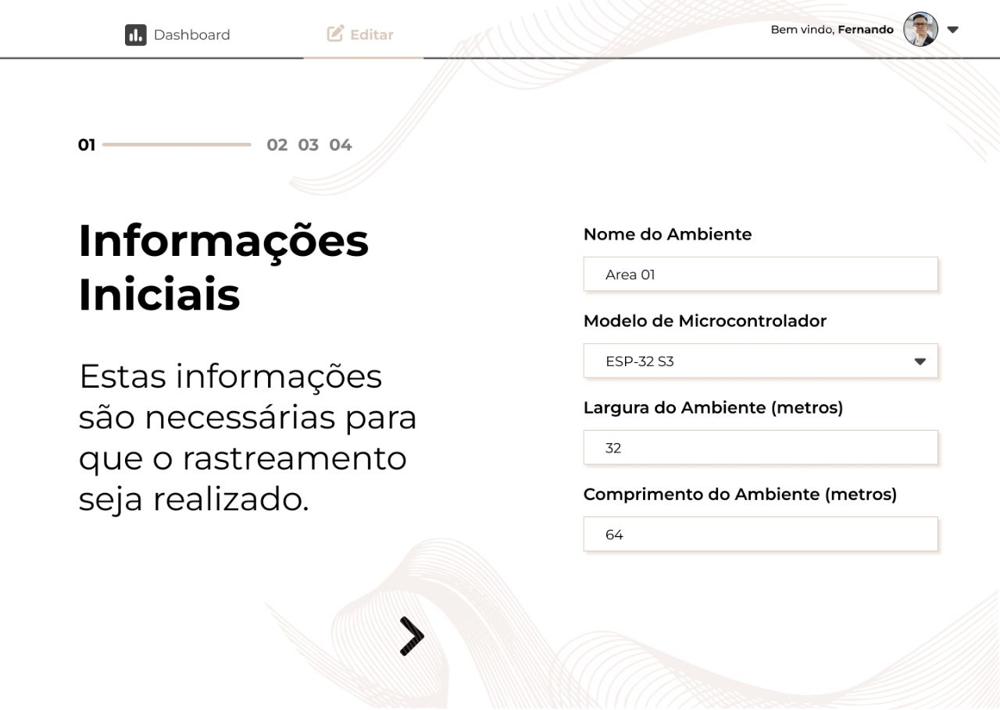 Dashboard
Editar
Bem vindo, Fernando
01 02 03 04
Informações
Iniciais
Estas informações
são necessárias para
que o rastreamento
seja realizado.
Nome do Ambiente
Area 01
Modelo de Microcontrolador
ESP-32 S3
Largura do Ambiente (metros)
32
Comprimento do Ambiente (metros)
64